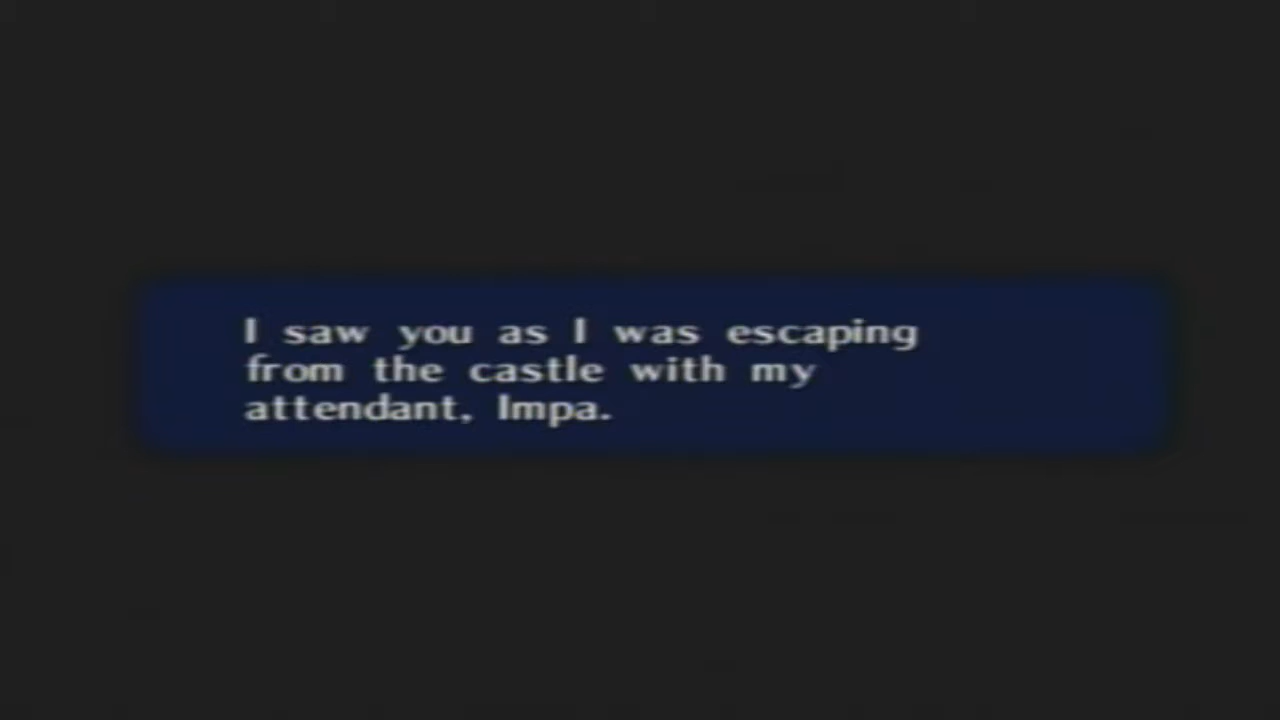 I saw you as I was escaping
from the castle with my
attendant, Impa.